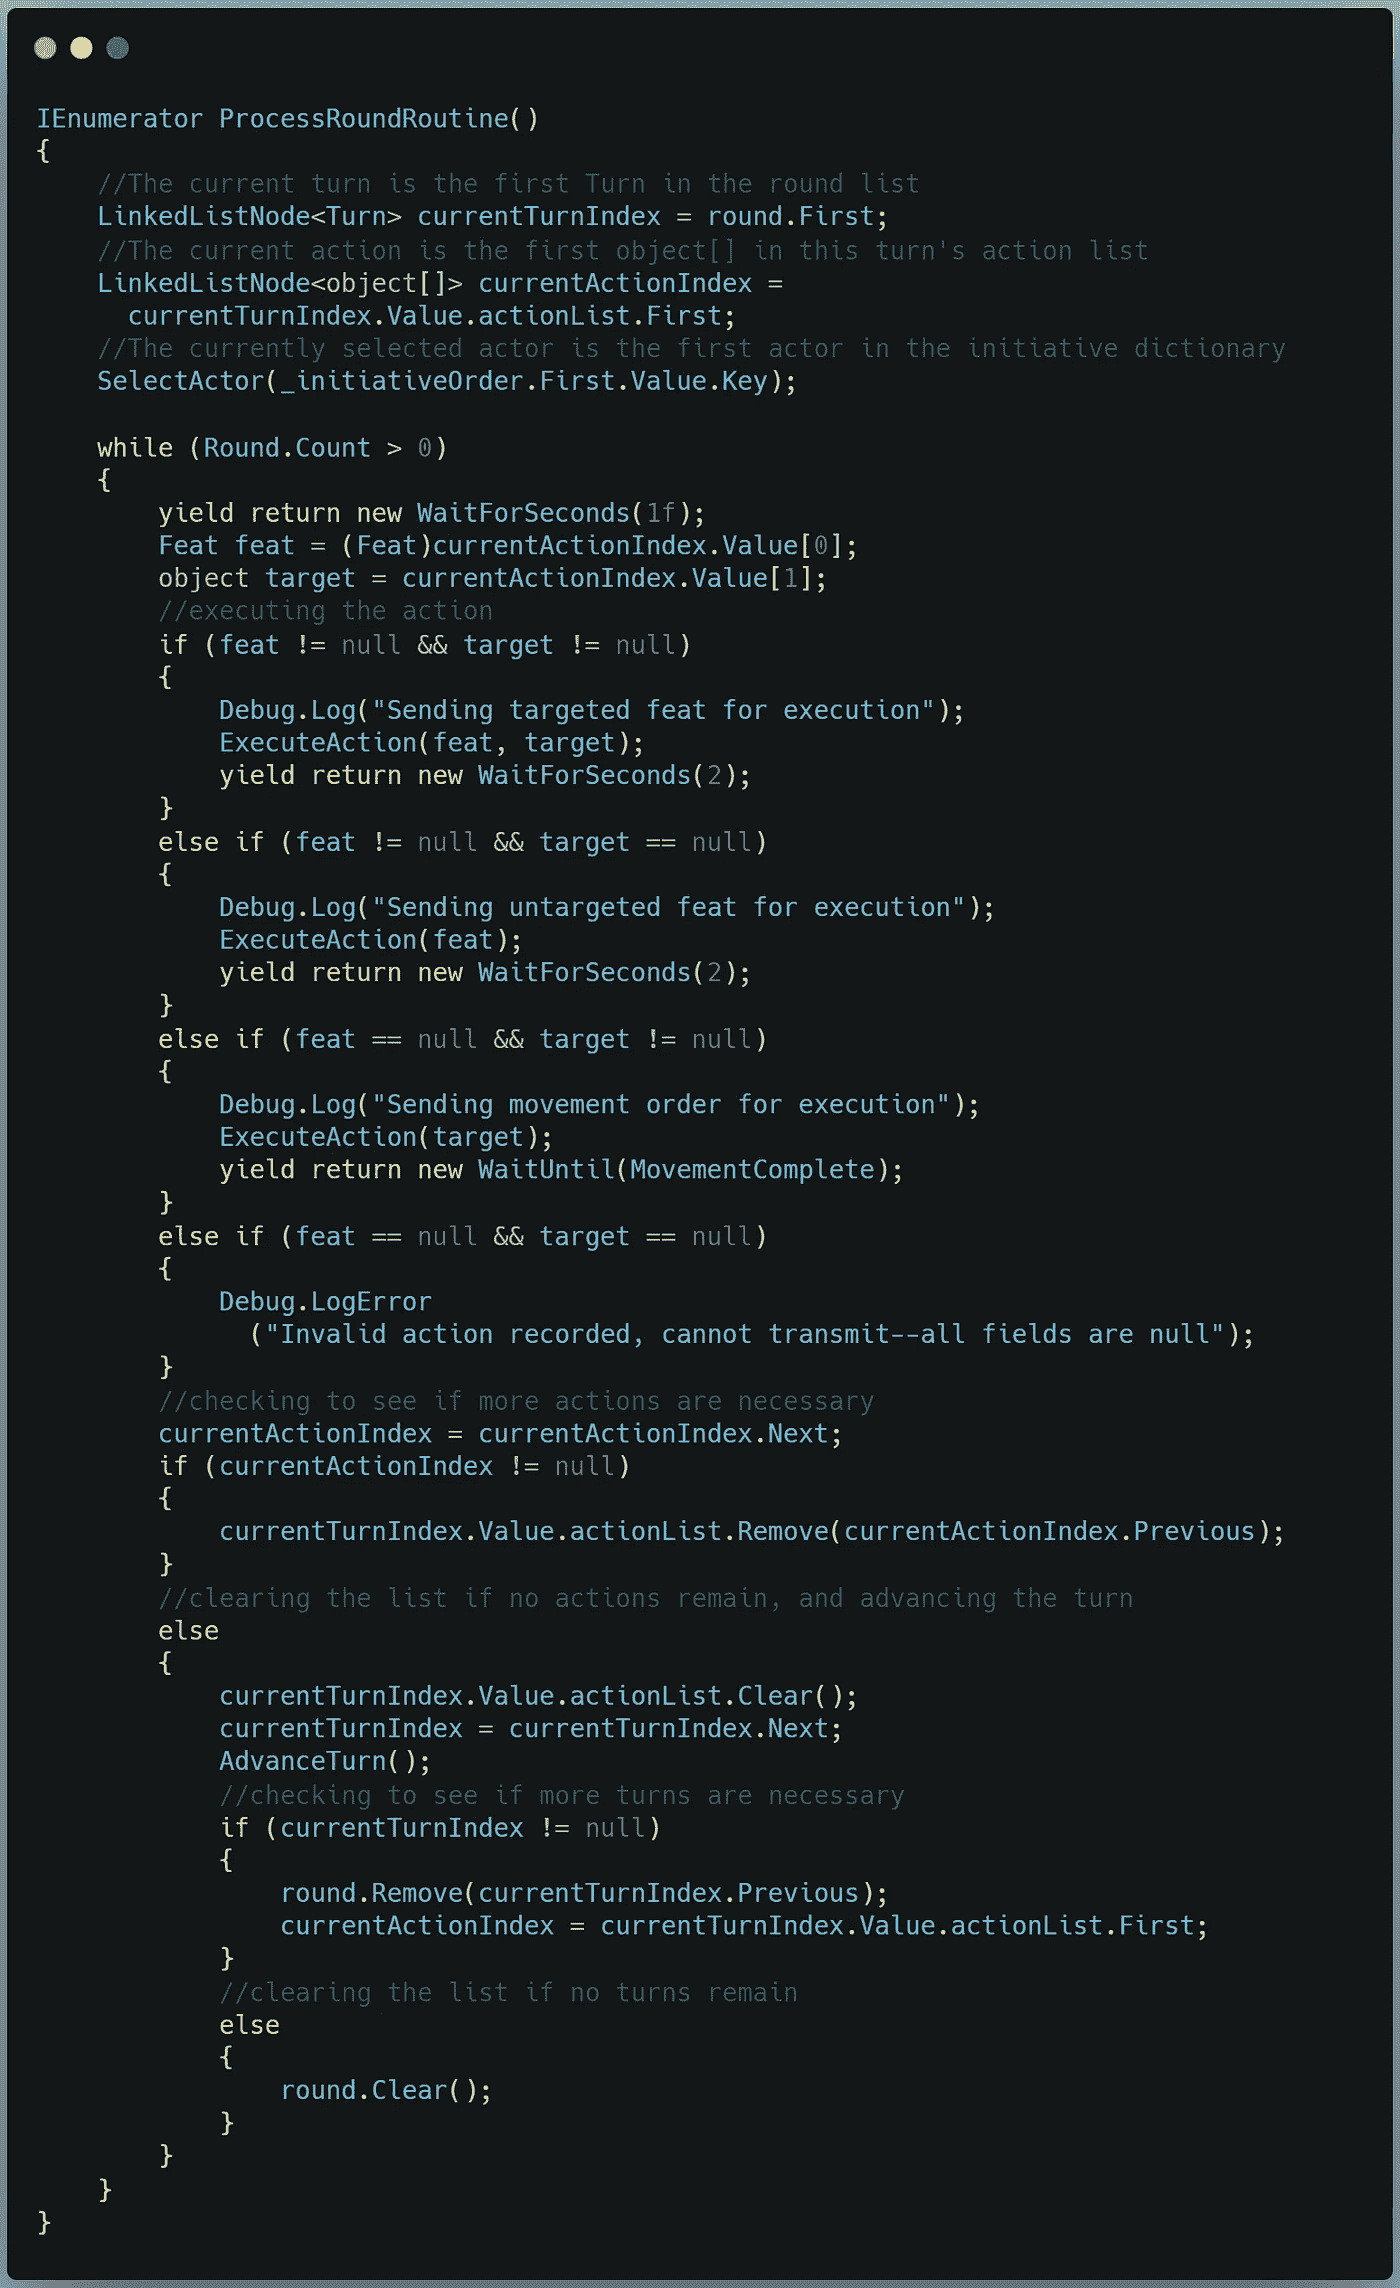 IEnumerator ProcessRoundRoutine()
{
    //The current turn is the first Turn in the round list
    LinkedListNode<Turn> currentTurnIndex = round.First;
    //The current action is the first object[] in this turn's action list
    LinkedListNode<object[]> currentActionIndex =
      currentTurnIndex.Value.actionList.First;
    //The currently selected actor is the first actor in the initiative dictionary
    SelectActor(_initiativeOrder.First.Value.Key);

    while (Round.Count > 0)
    {
        yield return new WaitForSeconds(1f);
        Feat feat = (Feat)currentActionIndex.Value[0];
        object target = currentActionIndex.Value[1];
        //executing the action
        if (feat != null && target != null)
        {
            Debug.Log("Sending targeted feat for execution");
            ExecuteAction(feat, target);
            yield return new WaitForSeconds(2);
        }
        else if (feat != null && target == null)
        {
            Debug.Log("Sending untargeted feat for execution");
            ExecuteAction(feat);
            yield return new WaitForSeconds(2);
        }
        else if (feat == null && target != null)
        {
            Debug.Log("Sending movement order for execution");
            ExecuteAction(target);
            yield return new WaitUntil(MovementComplete);
        }
        else if (feat == null && target == null)
        {
            Debug.LogError
              ("Invalid action recorded, cannot transmit--all fields are null");
        }
        //checking to see if more actions are necessary
        currentActionIndex = currentActionIndex.Next;
        if (currentActionIndex != null)
        {
            currentTurnIndex.Value.actionList.Remove(currentActionIndex.Previous);
        }
        //clearing the list if no actions remain, and advancing the turn
        else
        {
            currentTurnIndex.Value.actionList.Clear();
            currentTurnIndex = currentTurnIndex.Next;
            AdvanceTurn();
            //checking to see if more turns are necessary
            if (currentTurnIndex != null)
            {
                round.Remove(currentTurnIndex.Previous);
                currentActionIndex = currentTurnIndex.Value.actionList.First;
            }
            //clearing the list if no turns remain
            else
            {
                round.Clear();
            }
        }
    }
}